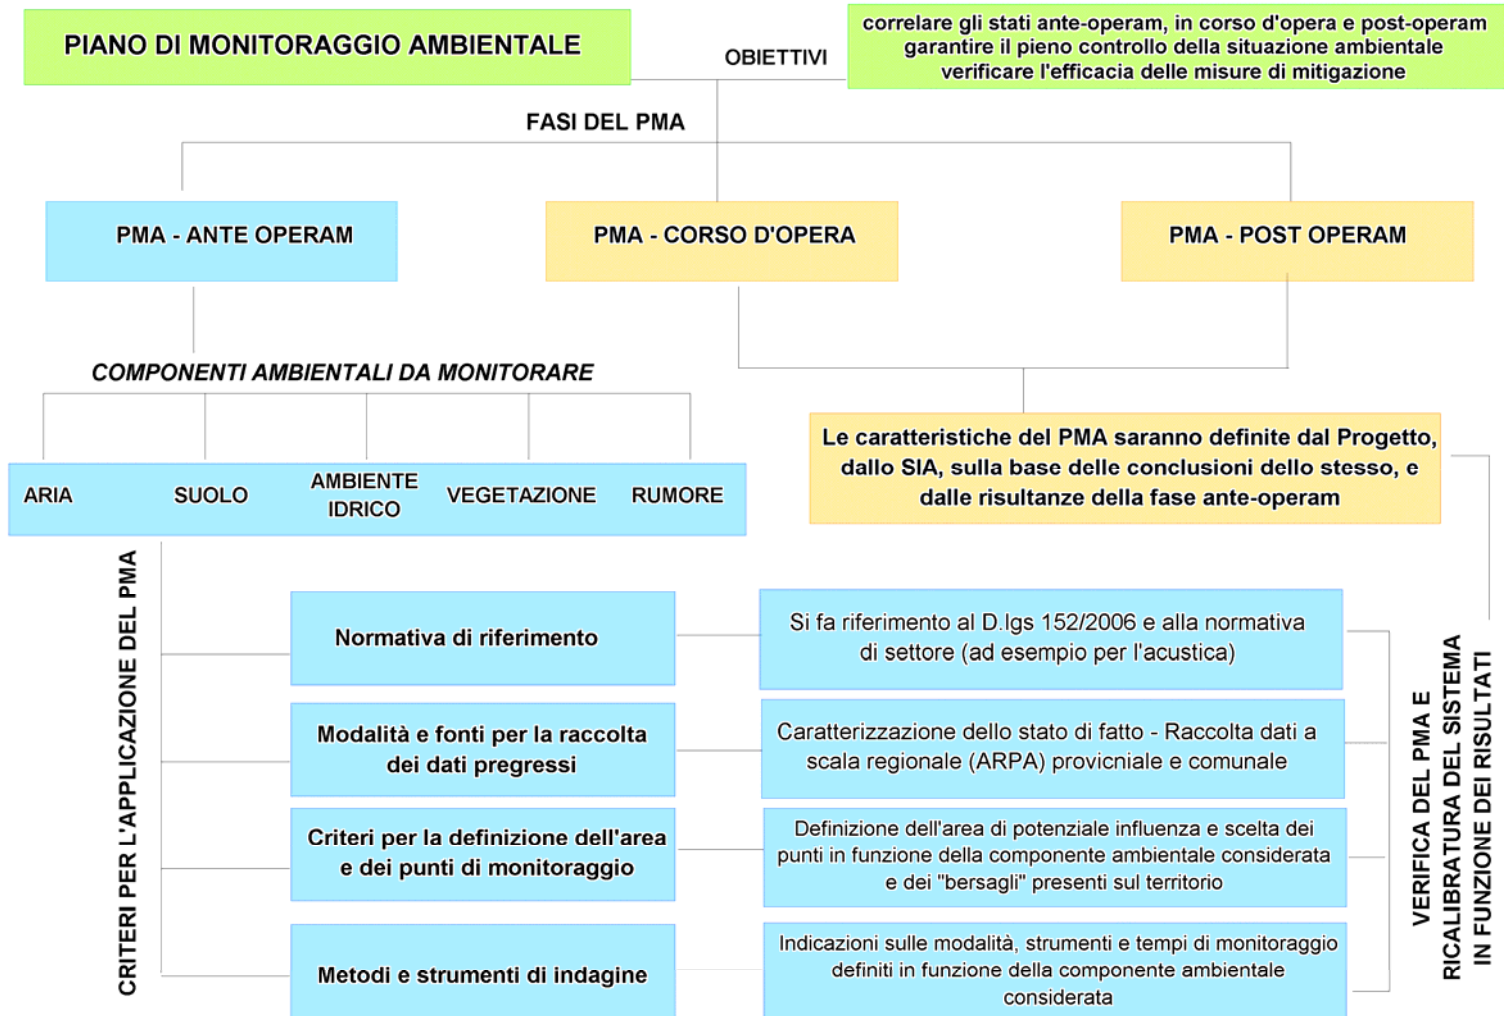 PIANO DI MONITORAGGIO AMBIENTALE
OBIETTIVI
correlare gli stati ante-operam, in corso d'opera e post-operam
garantire il pieno controllo della situazione ambientale
verificare l'efficacia delle misure di mitigazione
FASI DEL PMA
PMA - ANTE OPERAM
PMA - CORSO D'OPERA
PMA - POST OPERAM
COMPONENTI AMBIENTALI DA MONITORARE
ARIA
SUOLO
AMBIENTE
IDRICO
VEGETAZIONE
RUMORE
Le caratteristiche del PMA saranno definite dal Progetto,
dallo SIA, sulla base delle conclusioni dello stesso, e
dalle risultanze della fase ante-operam
CRITERI PER L'APPLICAZIONE DEL PMA
Normativa di riferimento
Si fa riferimento al D.lgs 152/2006 e alla normativa
di settore (ad esempio per l'acustica)
Modalità e fonti per la raccolta
dei dati pregressi
Caratterizzazione dello stato di fatto - Raccolta dati a
scala regionale (ARPA) provicniale e comunale
Criteri per la definizione dell'area
e dei punti di monitoraggio
Definizione dell'area di potenziale influenza e scelta dei
punti in funzione della componente ambientale considerata
e dei "bersagli" presenti sul territorio
Metodi e strumenti di indagine
Indicazioni sulle modalità, strumenti e tempi di monitoraggio
definiti in funzione della componente ambientale
considerata
VERIFICA DEL PMA E
RICALIBRATURA DEL SISTEMA
IN FUNZIONE DEI RISULTATI